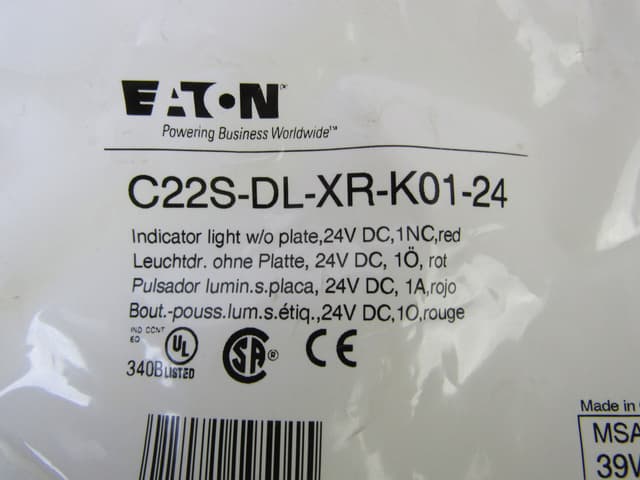 EATON
Powering Business Worldwide™
C22S-DL-XR-K01-24
Indicator light w/o plate,24V DC,1NC,red
Leuchtdr. ohne Platte, 24V DC, 1Ö, rot
Pulsador lumin.s.placa, 24V DC, 1A,rojo
Bout.-pouss.lum.s.étiq.,24V DC,1O,rouge
IND CONT
EQ
UL
340B LISTED
SA®
CE
Made in
MSA
39V